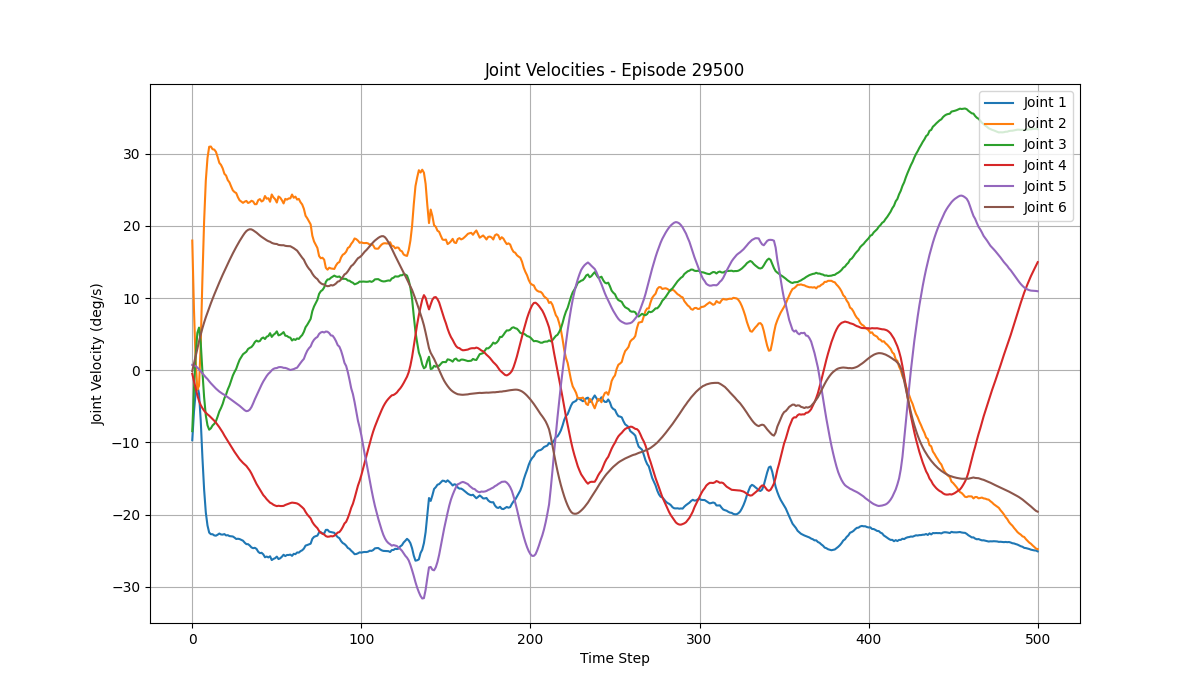 Joint Velocities - Episode 29500
Joint Velocity (deg/s)
30
20
10
0
−10
−20
−30
0
100
200
300
400
500
Time Step
Joint 1
Joint 2
Joint 3
Joint 4
Joint 5
Joint 6